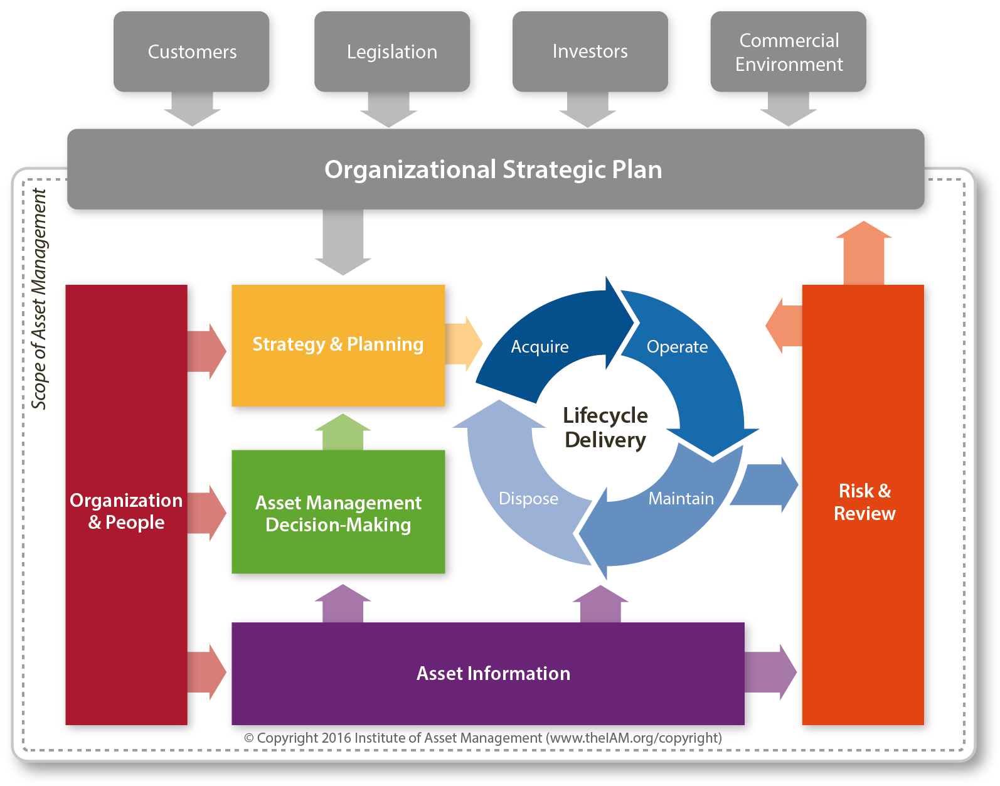 Customers
Legislation
Investors
Commercial
Environment
Organizational Strategic Plan
Scope of Asset Management
Strategy & Planning
Acquire
Operate
Lifecycle
Delivery
Organization
& People
Asset Management
Decision-Making
Dispose
Maintain
Risk &
Review
Asset Information
© Copyright 2016 Institute of Asset Management (www.theIAM.org/copyright)